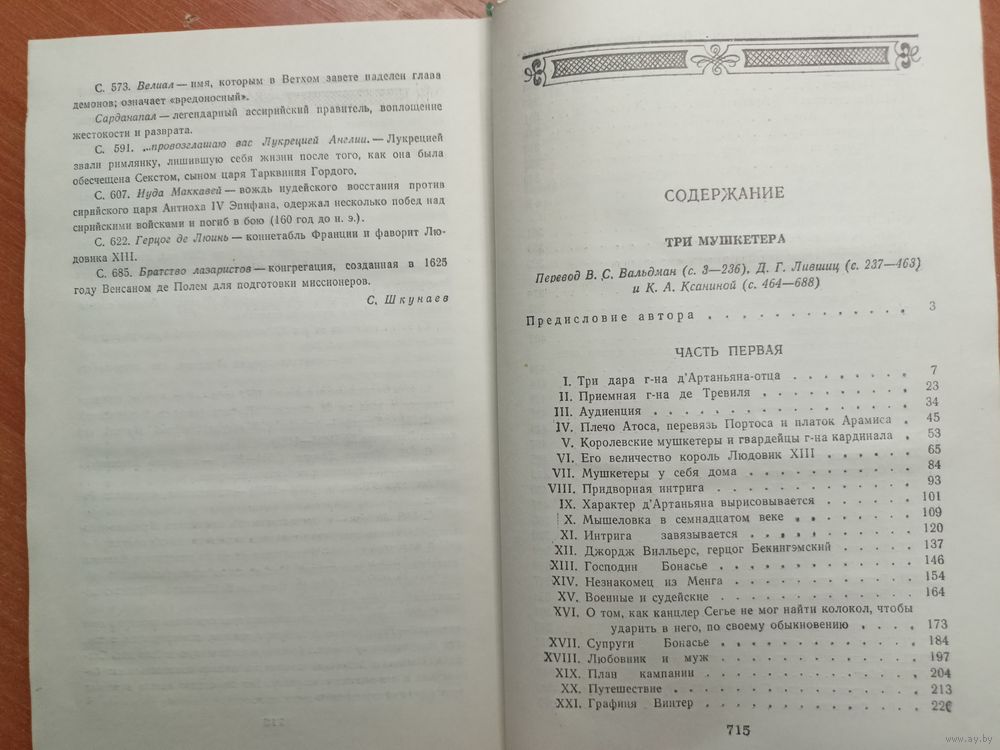 С. 573. Велиал — имя, которым в Ветхом завете наделен глава
демонов; означает «вредоносный».
Сарданапал — легендарный ассирийский правитель, воплощение
жестокости и разврата.
С. 591. ...провозглашаю вас Лукрецией Англии. — Лукрецией
звали римлянку, лишившую себя жизни после того, как она была
обесчещена Секстом, сыном царя Тарквиния Гордого.
С. 607. Иуда Маккавей — вождь иудейского восстания против
сирийского царя Антиоха IV Эпифана, одержал несколько побед над
сирийскими войсками и погиб в бою (160 год до н. э.).
С. 622. Герцог де Люинь — коннетабль Франции и фаворит Лю-
довика XIII.
С. 685. Братство лазаристов — конгрегация, созданная в 1625
году Венсаном де Полем для подготовки миссионеров.
С. Шкунаев
СОДЕРЖАНИЕ
ТРИ МУШКЕТЕРА
Перевод В. С. Вальдман (с. 3—236), Д. Г. Лившиц (с. 237—463)
и К. А. Ксаниной (с. 464—688)
Предисловие автора . . . . . . . . . . . . . 3
ЧАСТЬ ПЕРВАЯ
I. Три дара г-на д'Артаньяна-отца . . . . . . . . 7
II. Приемная г-на де Тревиля . . . . . . . . . . 23
III. Аудиенция . . . . . . . . . . . . . . . 34
IV. Плечо Атоса, перевязь Портоса и платок Арамиса . 45
V. Королевские мушкетеры и гвардейцы г-на кардинала . 53
VI. Его величество король Людовик XIII . . . . . . 65
VII. Мушкетеры у себя дома . . . . . . . . . . . 84
VIII. Придворная интрига . . . . . . . . . . . . 93
IX. Характер д'Артаньяна вырисовывается . . . . . . 101
X. Мышеловка в семнадцатом веке . . . . . . . . 109
XI. Интрига завязывается . . . . . . . . . . . 120
XII. Джордж Вилльерс, герцог Бекингэмский . . . . . 137
XIII. Господин Бонасье . . . . . . . . . . . . . 146
XIV. Незнакомец из Менга . . . . . . . . . . . . 154
XV. Военные и судейские . . . . . . . . . . . . 164
XVI. О том, как канцлер Сегье не мог найти колокол, чтобы
ударить в него, по своему обыкновению . . . . 173
XVII. Супруги Бонасье . . . . . . . . . . . . . 184
XVIII. Любовник и муж . . . . . . . . . . . . . 197
XIX. План кампании . . . . . . . . . . . . . . 204
XX. Путешествие . . . . . . . . . . . . . . . 213
XXI. Графиня Винтер . . . . . . . . . . . . .
715
www.ay.by